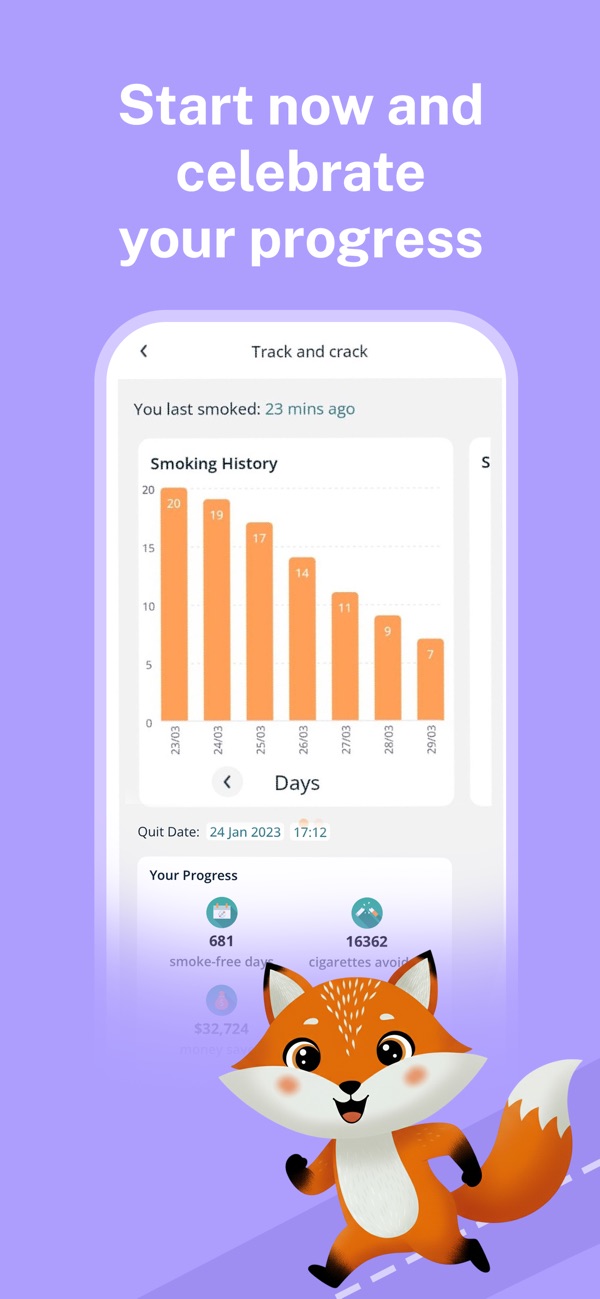 Start now and
celebrate
your progress
Track and crack
You last smoked: 23 mins ago
Smoking History
S
20
15
10
5
0
20
19
17
14
11
9
7
23/03
24/03
25/03
26/03
27/03
28/03
29/03
Days
Quit Date: 24 Jan 2023 17:12
Your Progress
681
smoke-free days
16362
cigarettes avoid
$32,724
money